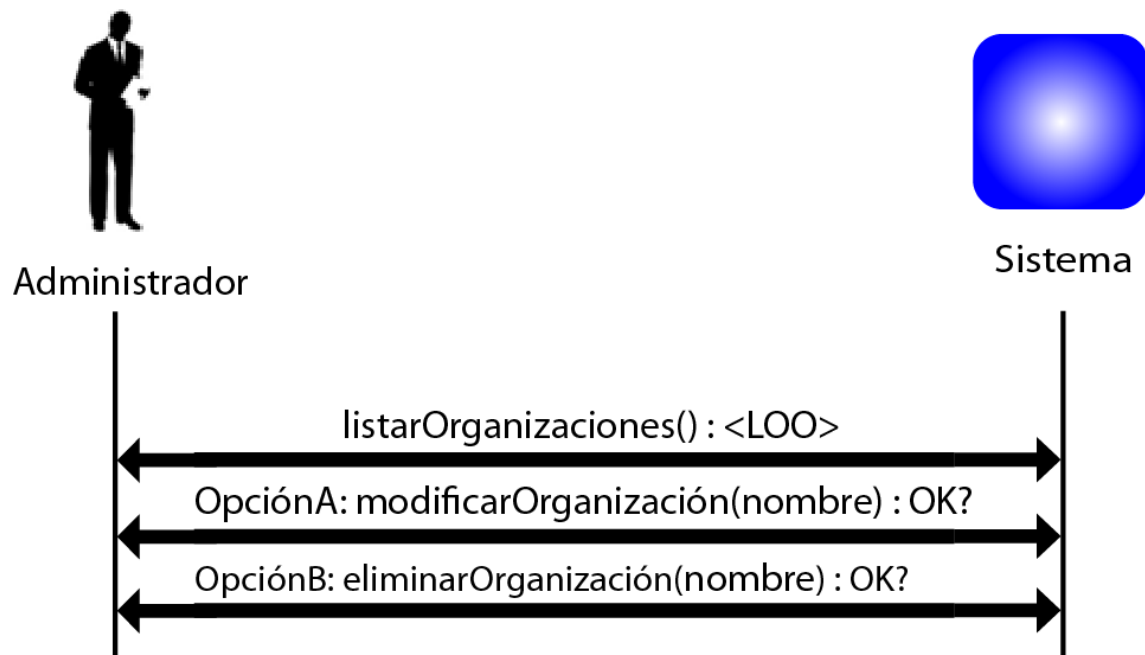 Administrador
Sistema
listarOrganizaciones() : <LOO>
OpciónA: modificarOrganización(nombre) : OK?
OpciónB: eliminarOrganización(nombre) : OK?